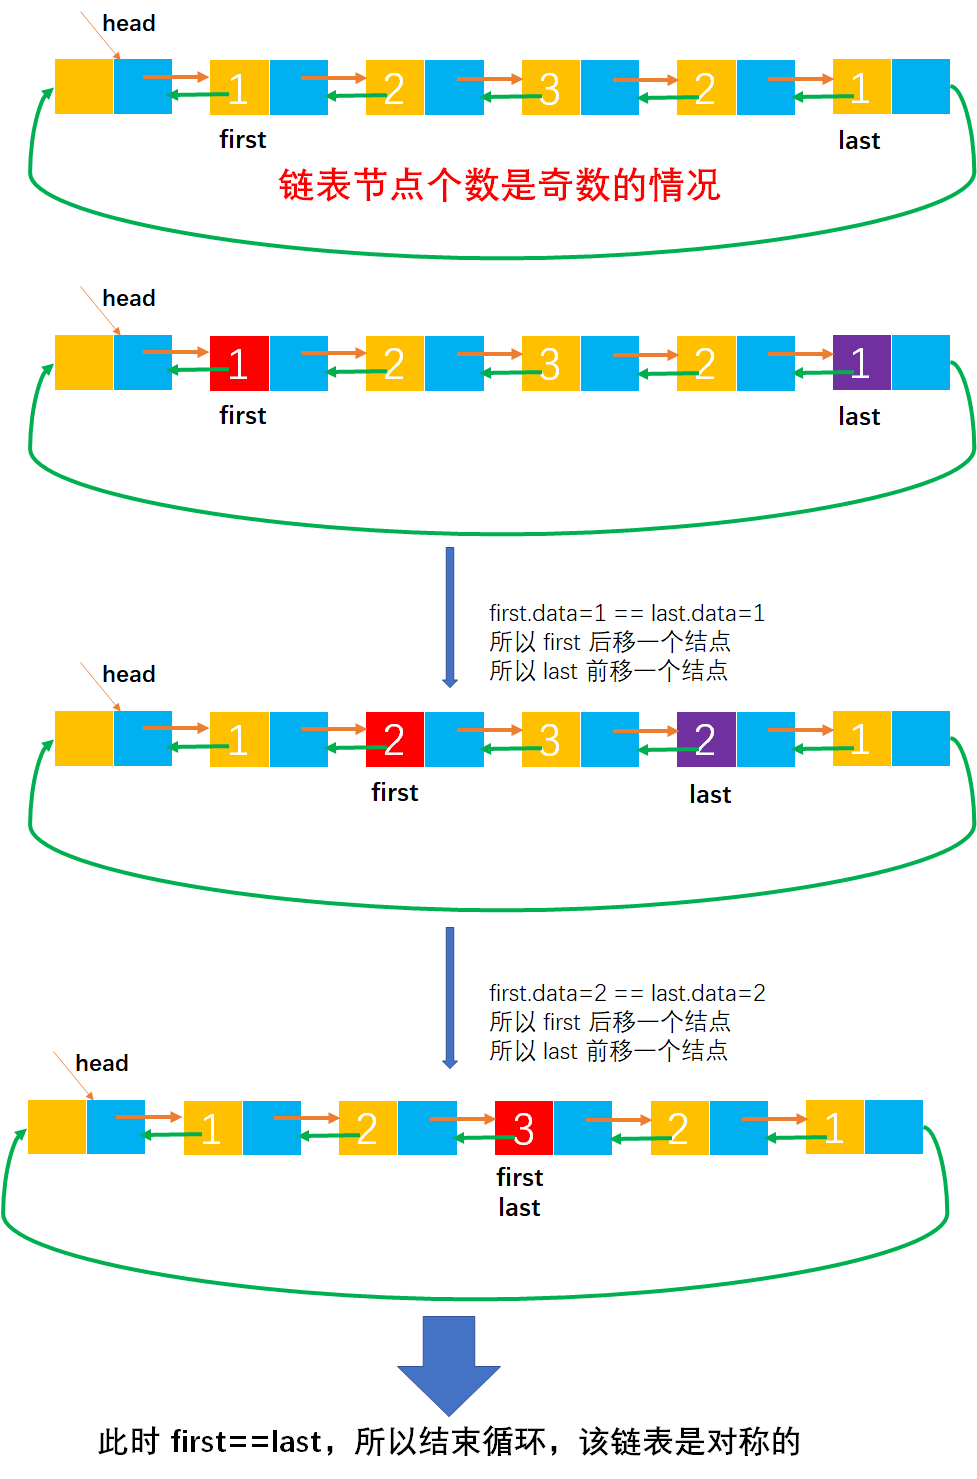 head
1 2 3 2 1
first last
链表节点个数是奇数的情况
head
1 2 3 2 1
first last
first.data=1 == last.data=1
所以 first 后移一个结点
所以 last 前移一个结点
head
1 2 3 2 1
first last
first.data=2 == last.data=2
所以 first 后移一个结点
所以 last 前移一个结点
head
1 2 3 2 1
first
last
此时 first==last，所以结束循环，该链表是对称的